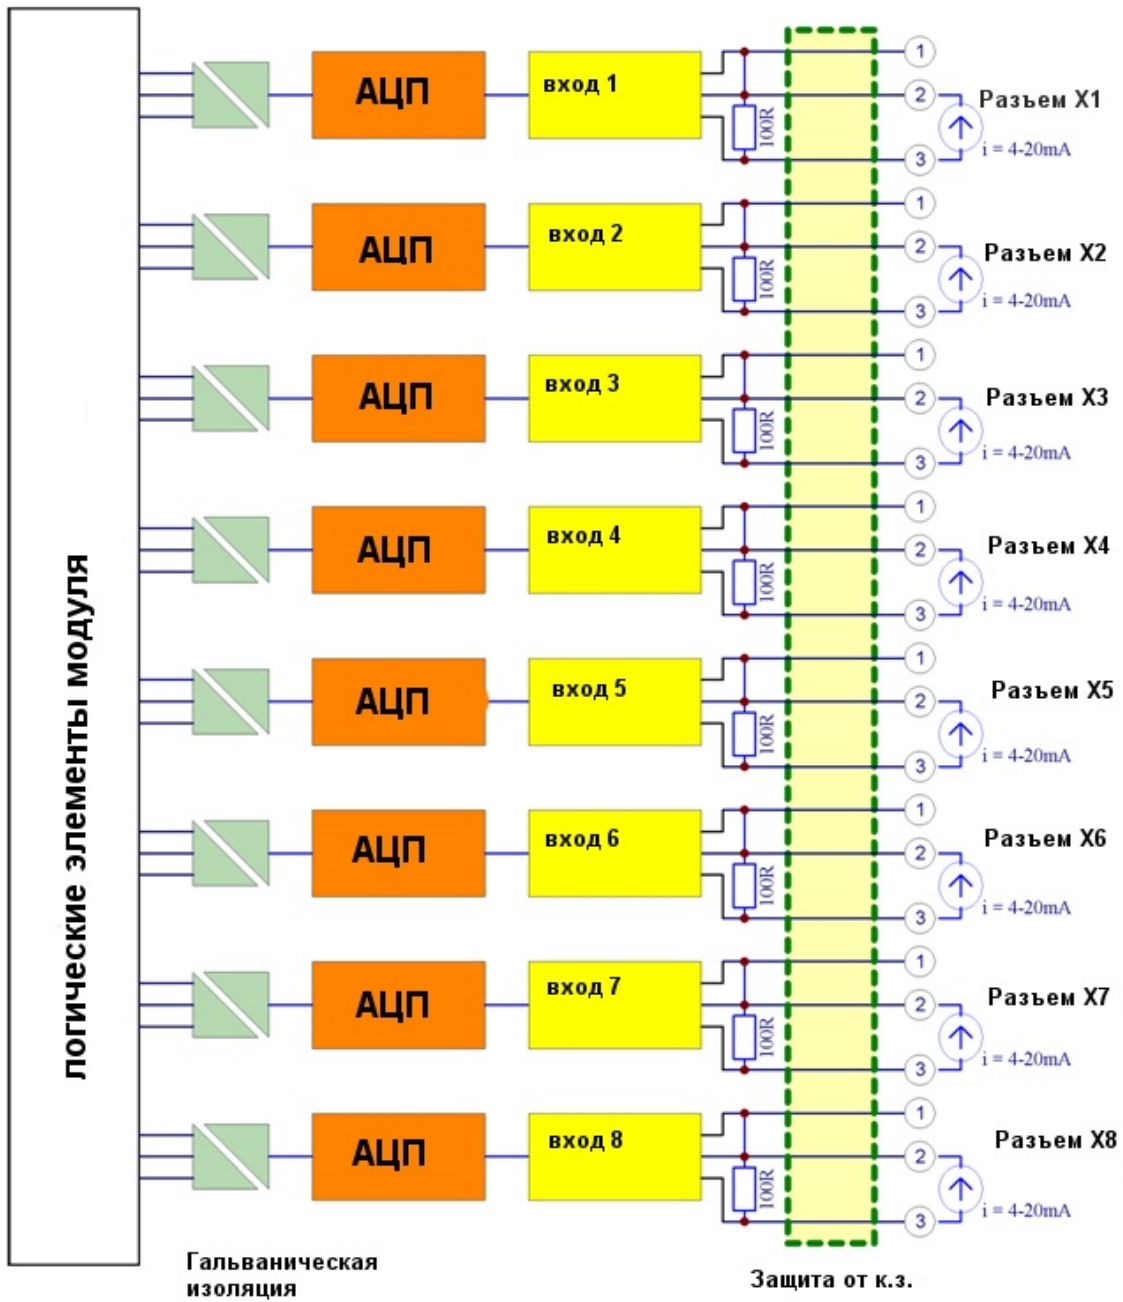 1
АЦП
вход 1
2
Разъем X1
100R
i = 4-20mA
3
1
АЦП
вход 2
2
Разъем X2
100R
i = 4-20mA
3
1
АЦП
вход 3
2
Разъем X3
100R
i = 4-20mA
3
1
АЦП
вход 4
2
Разъем X4
100R
i = 4-20mA
3
логические элементы модуля
1
АЦП
вход 5
2
Разъем X5
100R
i = 4-20mA
3
1
АЦП
вход 6
2
Разъем X6
100R
i = 4-20mA
3
1
АЦП
вход 7
2
Разъем X7
100R
i = 4-20mA
3
1
АЦП
вход 8
2
Разъем X8
100R
i = 4-20mA
3
Гальваническая
изоляция
Защита от к.з.